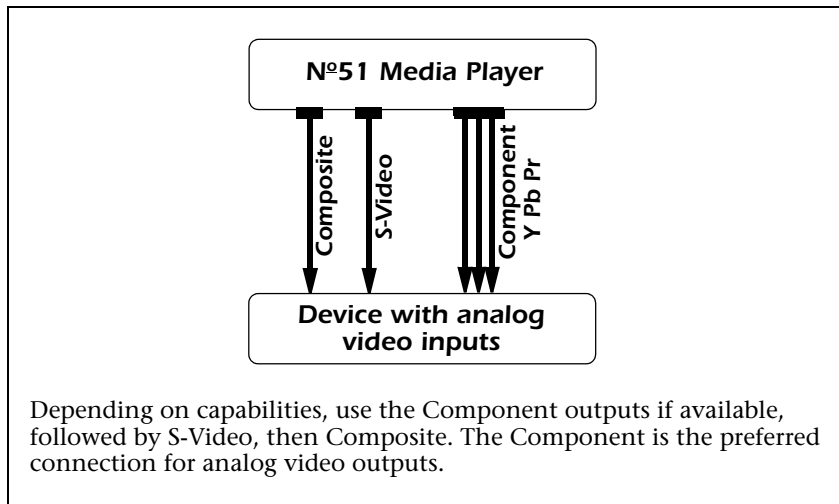 Nº51 Media Player
Composite
S-Video
Component
Y Pb Pr
Device with analog
video inputs
Depending on capabilities, use the Component outputs if available,
followed by S-Video, then Composite. The Component is the preferred
connection for analog video outputs.